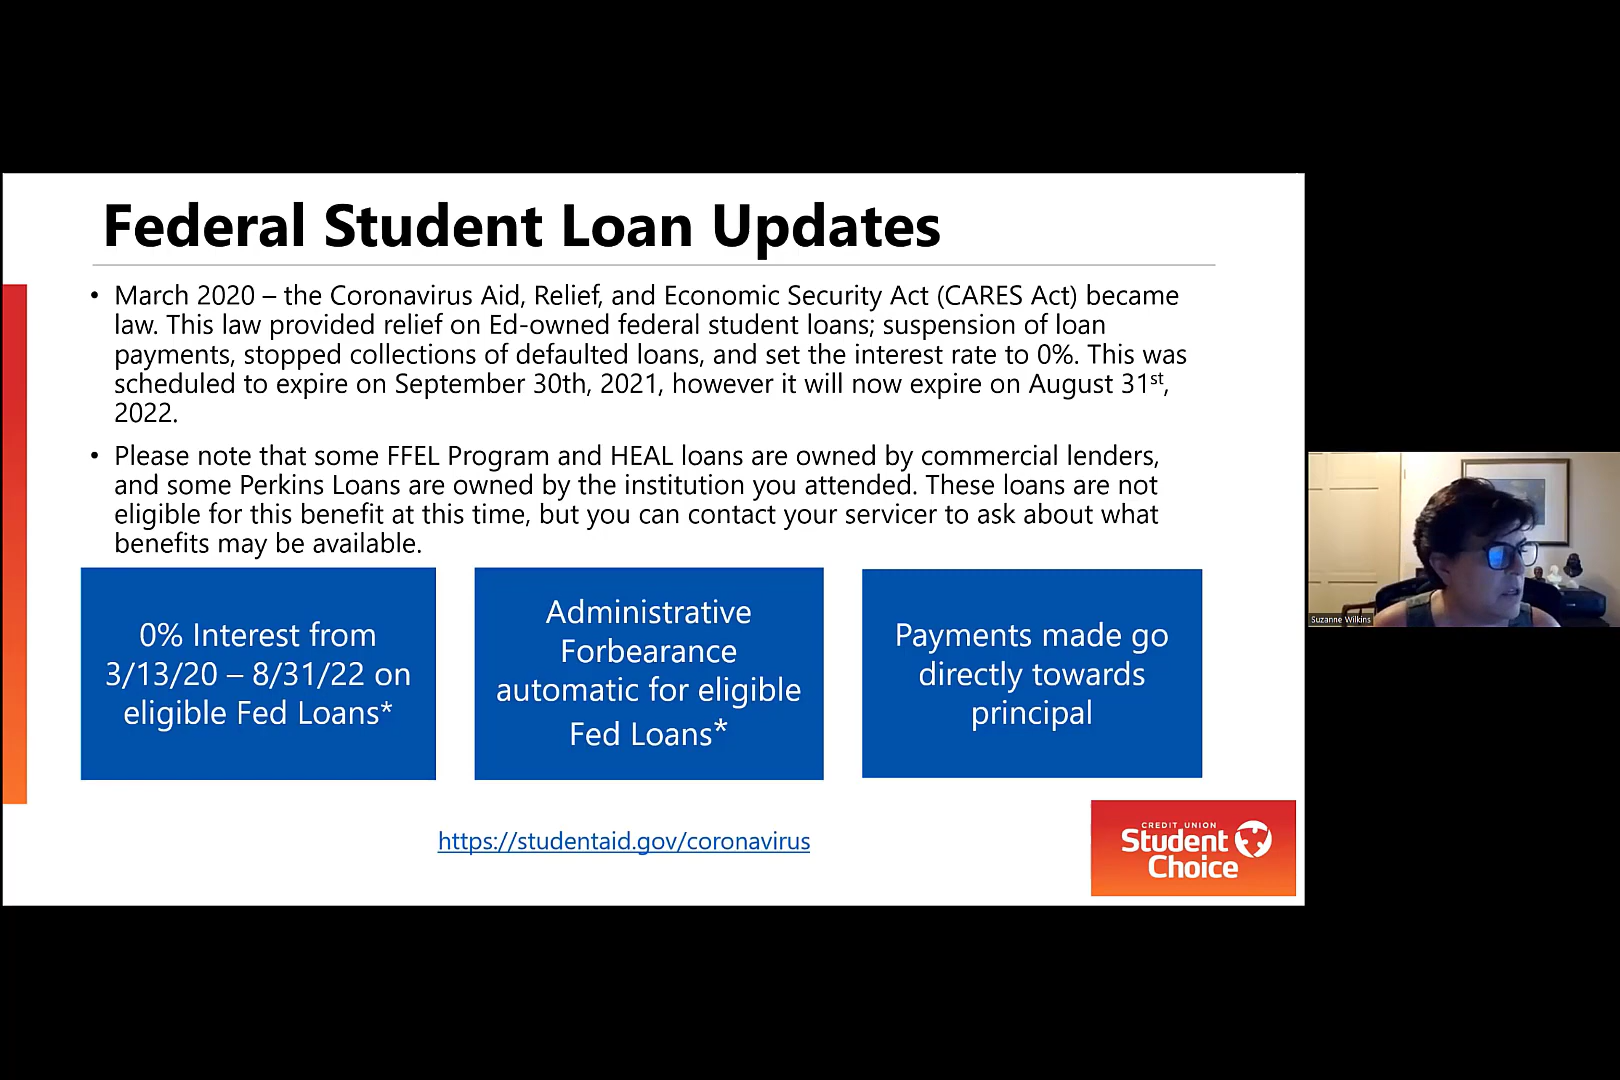 Federal Student Loan Updates
• March 2020 – the Coronavirus Aid, Relief, and Economic Security Act (CARES Act) became
law. This law provided relief on Ed-owned federal student loans; suspension of loan
payments, stopped collections of defaulted loans, and set the interest rate to 0%. This was
scheduled to expire on September 30th, 2021, however it will now expire on August 31st,
2022.
• Please note that some FFEL Program and HEAL loans are owned by commercial lenders,
and some Perkins Loans are owned by the institution you attended. These loans are not
eligible for this benefit at this time, but you can contact your servicer to ask about what
benefits may be available.
0% Interest from
3/13/20 – 8/31/22 on
eligible Fed Loans*
Administrative
Forbearance
automatic for eligible
Fed Loans*
Payments made go
directly towards
principal
https://studentaid.gov/coronavirus
CREDIT UNION
Student
Choice
Suzanne Wilkins